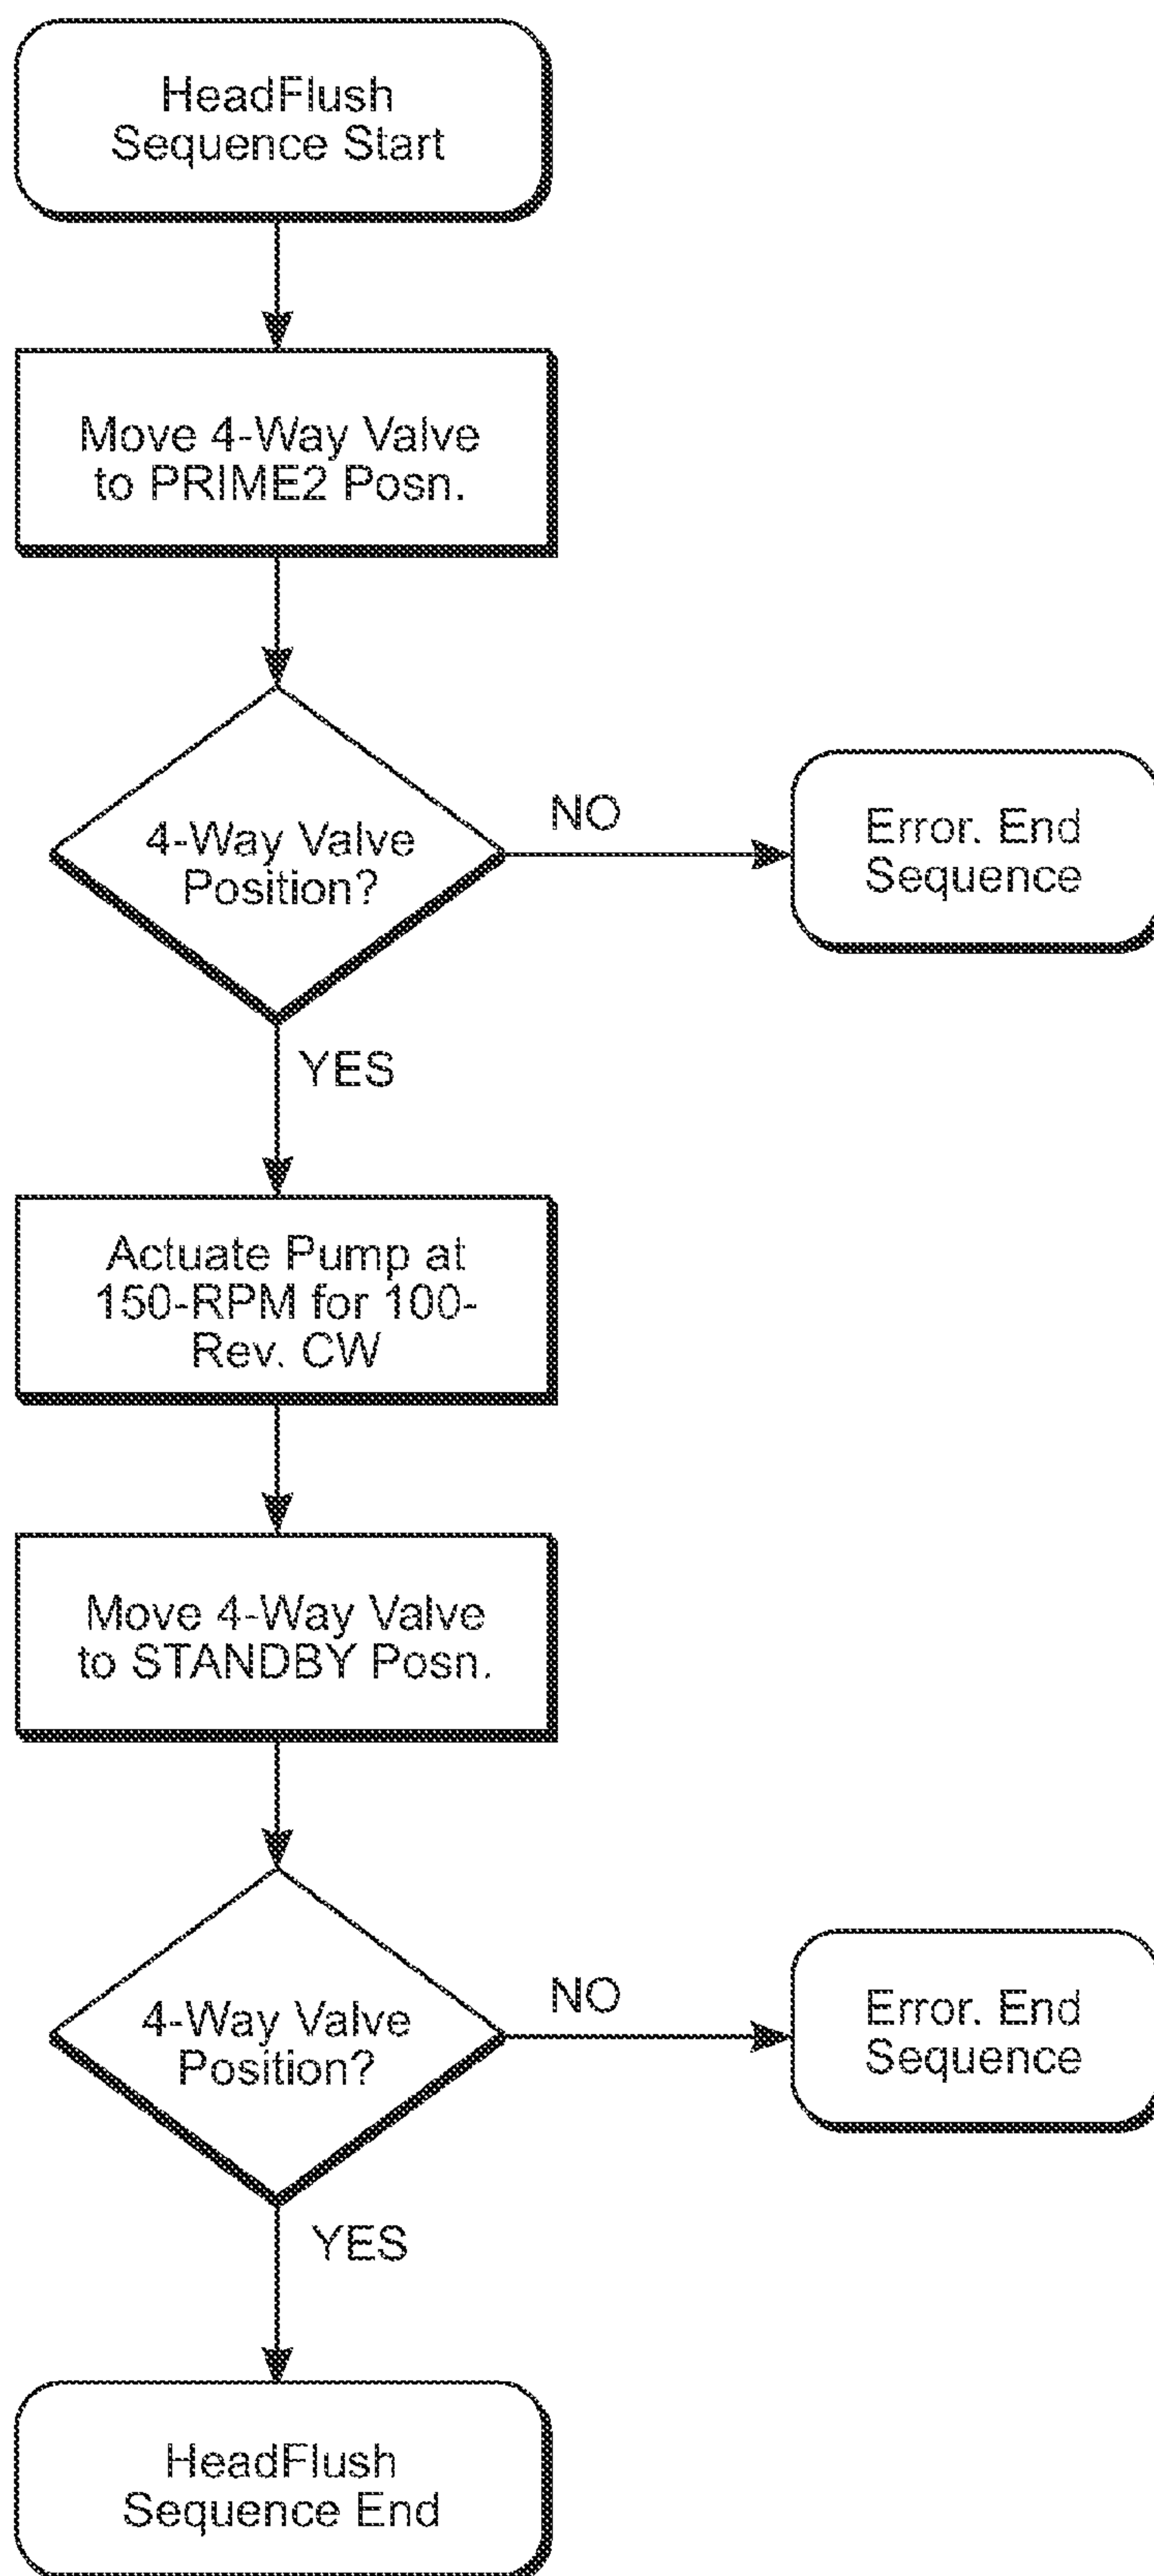 HeadFlush
Sequence Start
Move 4-Way Valve
to PRIME2 Posn.
4-Way Valve
Position?
NO
Error. End
Sequence
YES
Actuate Pump at
150-RPM for 100-
Rev. CW
Move 4-Way Valve
to STANDBY Posn.
4-Way Valve
Position?
NO
Error. End
Sequence
YES
HeadFlush
Sequence End